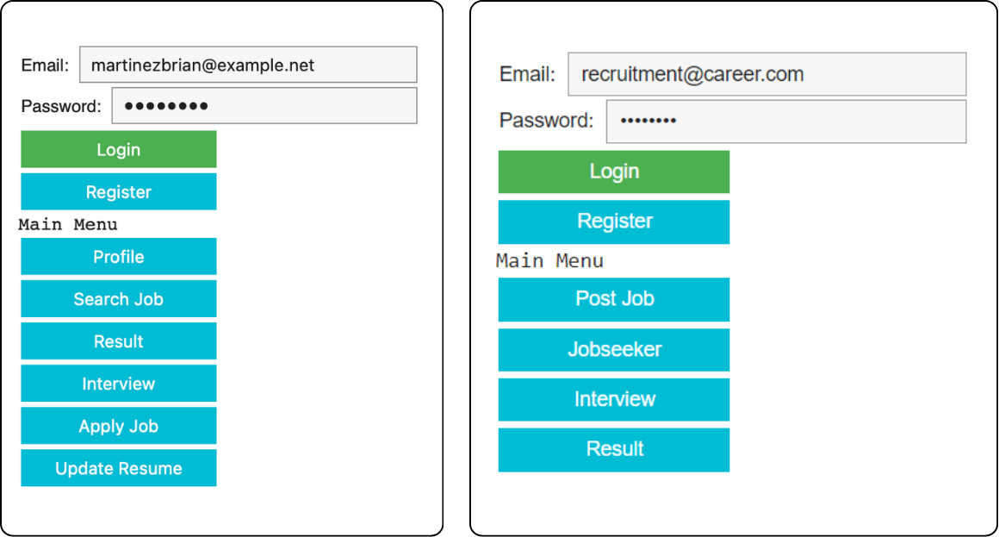 Email: martinezbrian@example.net
Password: ●●●●●●●●
Login
Register
Main Menu
Profile
Search Job
Result
Interview
Apply Job
Update Resume
Email: recruitment@career.com
Password: ••••••••
Login
Register
Main Menu
Post Job
Jobseeker
Interview
Result